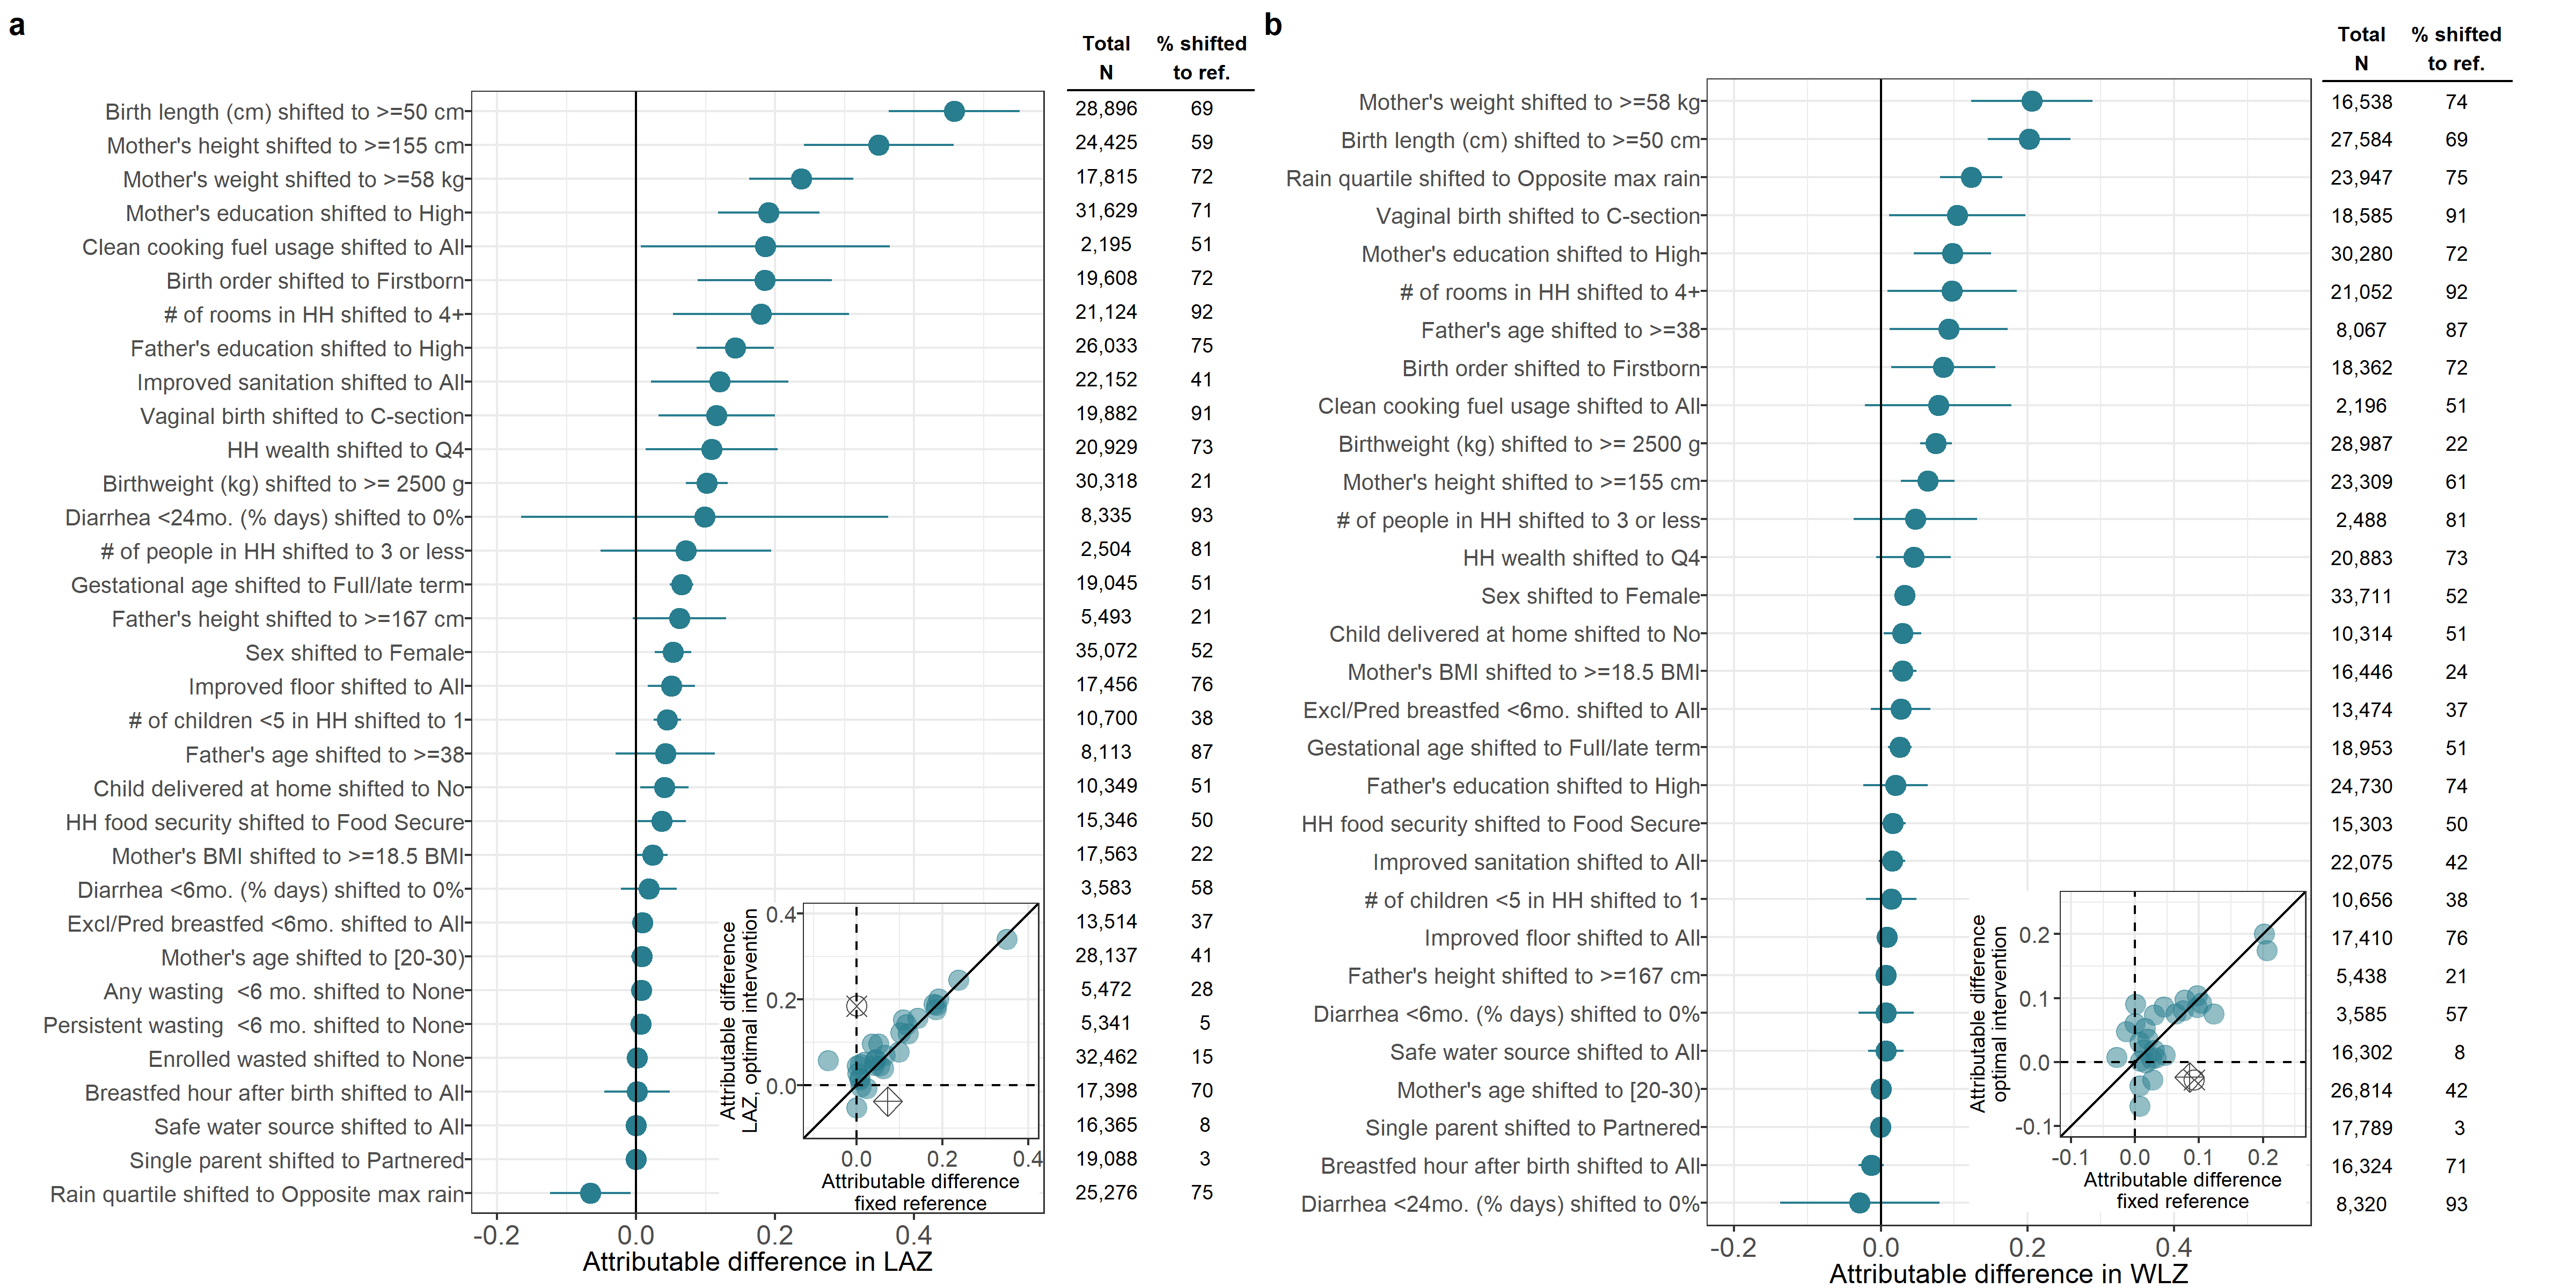 a
Total % shifted
N to ref.
Birth length (cm) shifted to >=50 cm 28,896 69
Mother's height shifted to >=155 cm 24,425 59
Mother's weight shifted to >=58 kg 17,815 72
Mother's education shifted to High 31,629 71
Clean cooking fuel usage shifted to All 2,195 51
Birth order shifted to Firstborn 19,608 72
# of rooms in HH shifted to 4+ 21,124 92
Father's education shifted to High 26,033 75
Improved sanitation shifted to All 22,152 41
Vaginal birth shifted to C-section 19,882 91
HH wealth shifted to Q4 20,929 73
Birthweight (kg) shifted to >= 2500 g 30,318 21
Diarrhea <24mo. (% days) shifted to 0% 8,335 93
# of people in HH shifted to 3 or less 2,504 81
Gestational age shifted to Full/late term 19,045 51
Father's height shifted to >=167 cm 5,493 21
Sex shifted to Female 35,072 52
Improved floor shifted to All 17,456 76
# of children <5 in HH shifted to 1 10,700 38
Father's age shifted to >=38 8,113 87
Child delivered at home shifted to No 10,349 51
HH food security shifted to Food Secure 15,346 50
Mother's BMI shifted to >=18.5 BMI 17,563 22
Diarrhea <6mo. (% days) shifted to 0% 3,583 58
Excl/Pred breastfed <6mo. shifted to All 13,514 37
Mother's age shifted to [20-30) 28,137 41
Any wasting  <6 mo. shifted to None 5,472 28
Persistent wasting  <6 mo. shifted to None 5,341 5
Enrolled wasted shifted to None 32,462 15
Breastfed hour after birth shifted to All 17,398 70
Safe water source shifted to All 16,365 8
Single parent shifted to Partnered 19,088 3
Rain quartile shifted to Opposite max rain 25,276 75
-0.2 0.0 0.2 0.4
Attributable difference in LAZ
Attributable difference
LAZ, optimal intervention
0.4
0.2
0.0
0.0 0.2 0.4
Attributable difference
fixed reference
b
Total % shifted
N to ref.
Mother's weight shifted to >=58 kg 16,538 74
Birth length (cm) shifted to >=50 cm 27,584 69
Rain quartile shifted to Opposite max rain 23,947 75
Vaginal birth shifted to C-section 18,585 91
Mother's education shifted to High 30,280 72
# of rooms in HH shifted to 4+ 21,052 92
Father's age shifted to >=38 8,067 87
Birth order shifted to Firstborn 18,362 72
Clean cooking fuel usage shifted to All 2,196 51
Birthweight (kg) shifted to >= 2500 g 28,987 22
Mother's height shifted to >=155 cm 23,309 61
# of people in HH shifted to 3 or less 2,488 81
HH wealth shifted to Q4 20,883 73
Sex shifted to Female 33,711 52
Child delivered at home shifted to No 10,314 51
Mother's BMI shifted to >=18.5 BMI 16,446 24
Excl/Pred breastfed <6mo. shifted to All 13,474 37
Gestational age shifted to Full/late term 18,953 51
Father's education shifted to High 24,730 74
HH food security shifted to Food Secure 15,303 50
Improved sanitation shifted to All 22,075 42
# of children <5 in HH shifted to 1 10,656 38
Improved floor shifted to All 17,410 76
Father's height shifted to >=167 cm 5,438 21
Diarrhea <6mo. (% days) shifted to 0% 3,585 57
Safe water source shifted to All 16,302 8
Mother's age shifted to [20-30) 26,814 42
Single parent shifted to Partnered 17,789 3
Breastfed hour after birth shifted to All 16,324 71
Diarrhea <24mo. (% days) shifted to 0% 8,320 93
-0.2 0.0 0.2 0.4
Attributable difference in WLZ
Attributable difference
optimal intervention
0.2
0.1
0.0
-0.1
-0.1 0.0 0.1 0.2
Attributable difference
fixed reference